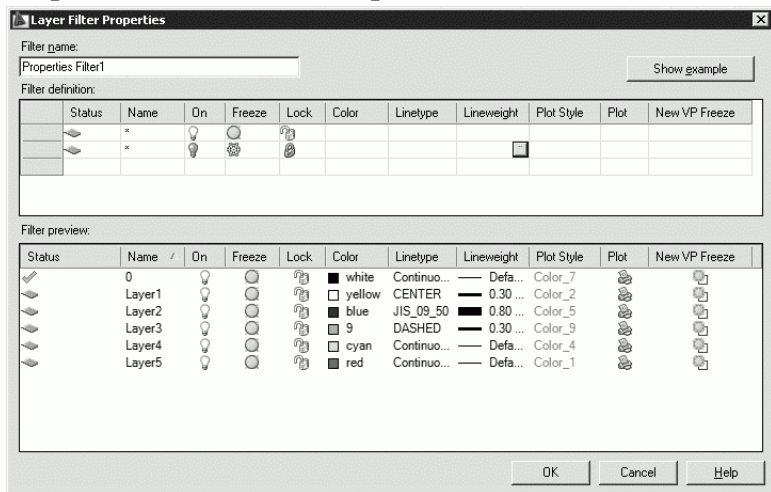 Layer Filter Properties
Filter name:
Properties Filter1
Show example
Filter definition:
Status Name On Freeze Lock Color Linetype Lineweight Plot Style Plot New VP Freeze
*
*
Filter preview:
Status Name On Freeze Lock Color Linetype Lineweight Plot Style Plot New VP Freeze
0 white Continuo... Defa... Color_7
Layer1 yellow CENTER 0.30 ... Color_2
Layer2 blue JIS_09_50 0.80 ... Color_5
Layer3 9 DASHED 0.30 ... Color_9
Layer4 cyan Continuo... Defa... Color_4
Layer5 red Continuo... Defa... Color_1
OK Cancel Help